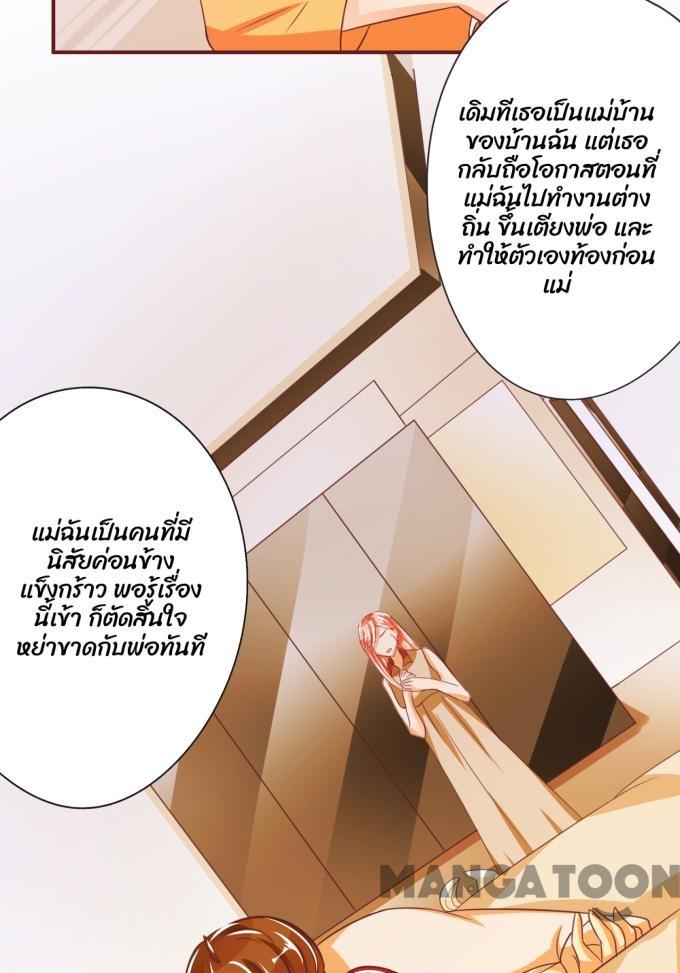 เดิมทีเธอเป็นแม่บ้าน
ของบ้านฉัน แต่เธอ
กลับถือโอกาสตอนที่
แม่ฉันไปทำงานต่าง
ถิ่น ขึ้นเตียงพ่อ และ
ทำให้ตัวเองท้องก่อน
แม่
แม่ฉันเป็นคนที่มี
นิสัยค่อนข้าง
แข็งกร้าว พอรู้เรื่อง
นี้เข้า ก็ตัดสินใจ
หย่าขาดกับพ่อทันที
MANGA TOON